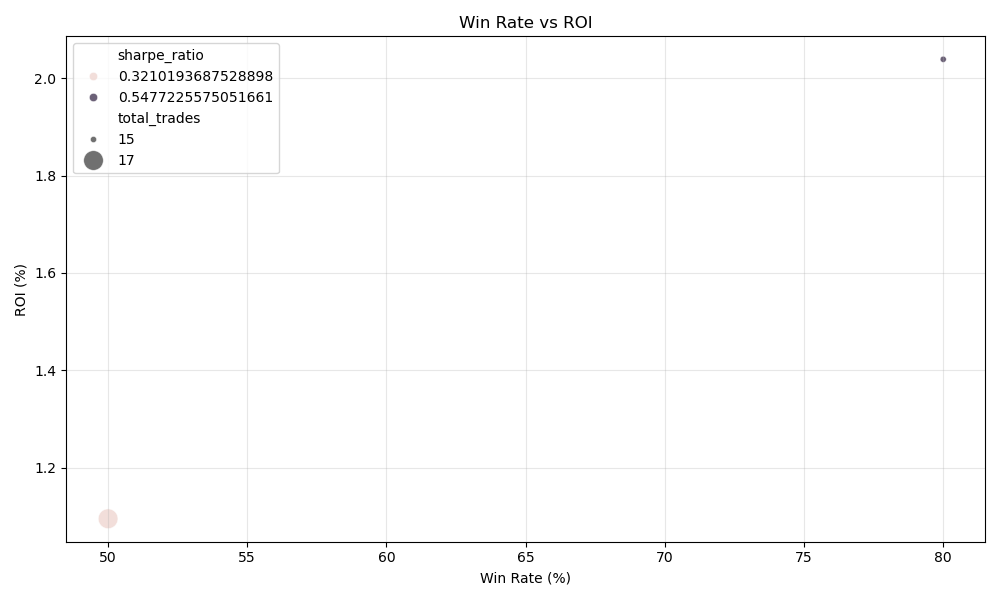 Win Rate vs ROI
sharpe_ratio
0.3210193687528898
0.5477225575051661
total_trades
15
17
ROI (%)
2.0
1.8
1.6
1.4
1.2
50 55 60 65 70 75 80
Win Rate (%)